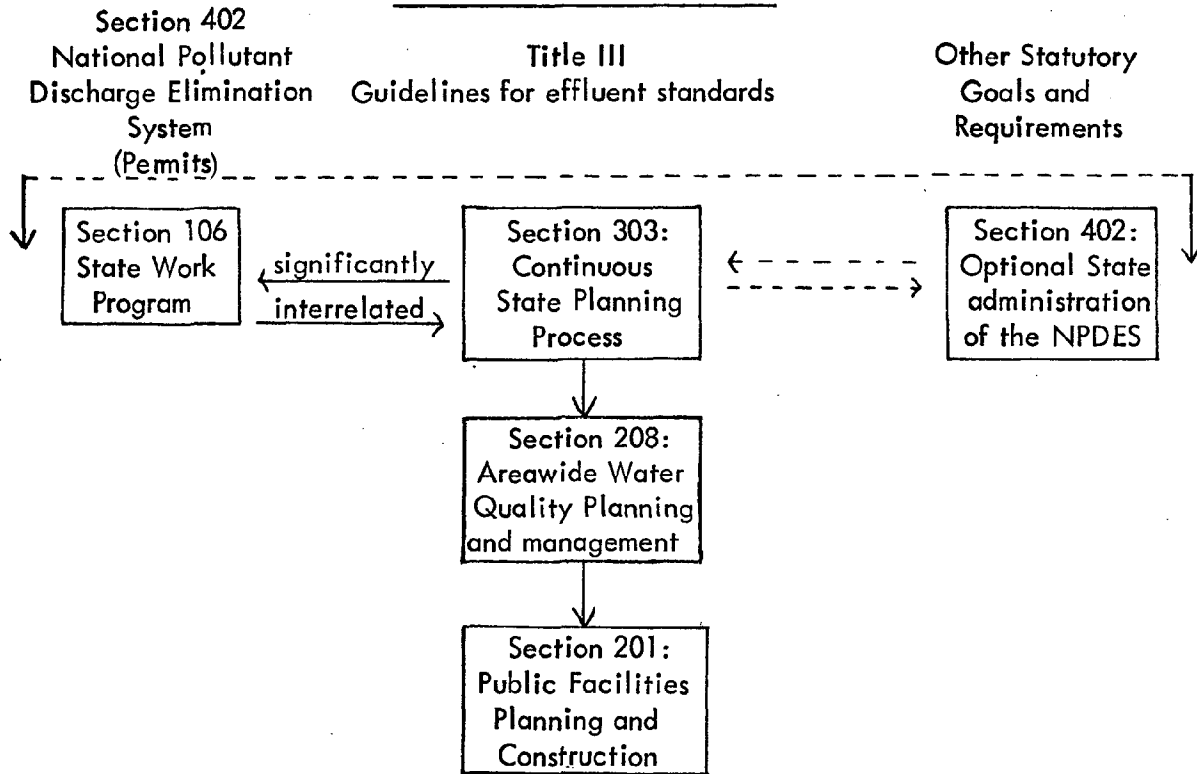 Section 402
National Pollutant
Discharge Elimination
System
(Permits)
Title III
Guidelines for effluent standards
Other Statutory
Goals and
Requirements
Section 106
State Work
Program
significantly
interrelated
Section 303:
Continuous
State Planning
Process
Section 402:
Optional State
administration
of the NPDES
Section 208:
Areawide Water
Quality Planning
and management
Section 201:
Public Facilities
Planning and
Construction